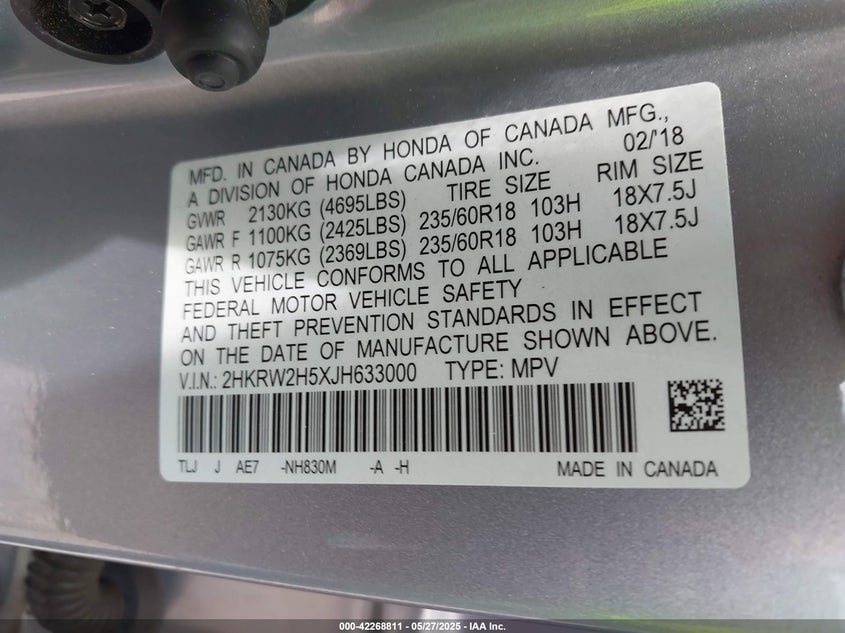 MFD. IN CANADA BY HONDA OF CANADA MFG.,
A DIVISION OF HONDA CANADA INC. 02/'18
GVWR 2130KG (4695LBS) TIRE SIZE RIM SIZE
GAWR F 1100KG (2425LBS) 235/60R18 103H 18X7.5J
GAWR R 1075KG (2369LBS) 235/60R18 103H 18X7.5J
THIS VEHICLE CONFORMS TO ALL APPLICABLE
FEDERAL MOTOR VEHICLE SAFETY
AND THEFT PREVENTION STANDARDS IN EFFECT
ON THE DATE OF MANUFACTURE SHOWN ABOVE.
V.I.N.: 2HKRW2H5XJH633000 TYPE: MPV
TLJ J AE7 -NH830M -A -H MADE IN CANADA
000-42268811 - 05/27/2025 - IAA Inc.